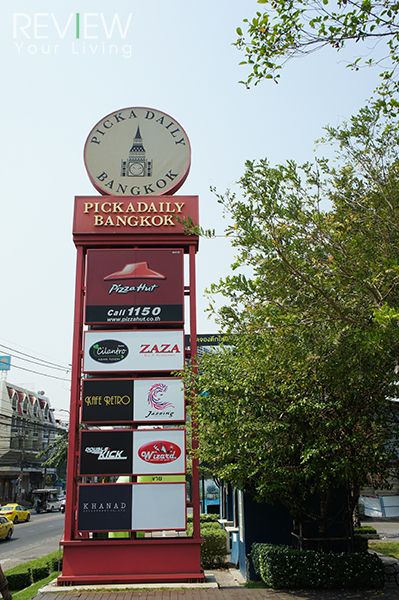 REVIEW
Your Living
PICKA DAILY
BANGKOK
PICKADAILY
BANGKOK
Pizza Hut
Call 1150
www.pizzahut.co.th
Cilantro
ZAZA
KAFE RETRO
Jazzing
DOUBLE KICK
Wizard
KHANAD